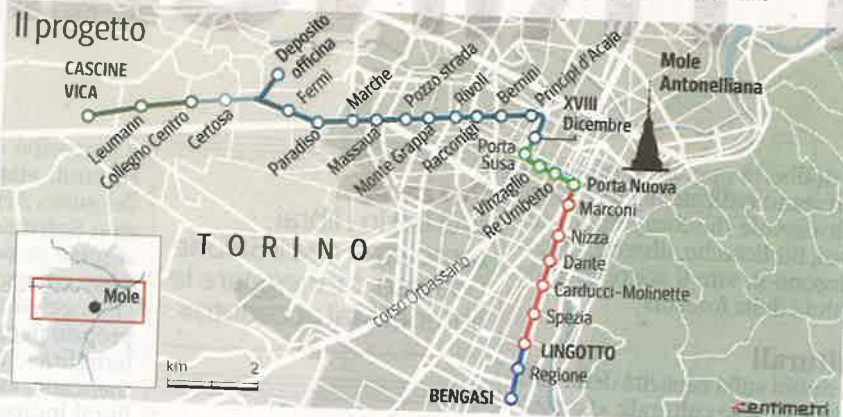 Il progetto
CASCINE
VICA
Leumann
Collegno Centro
Certosa
Deposito
officina
Fermi
Paradiso
Marche
Massaua
Pozzo strada
Monte Grappa
Rivoli
Racconigi
Bernini
Principi d'Acaja
XVIII
Dicembre
Porta
Susa
Vinzaglio
Re Umberto
Porta Nuova
Mole
Antonelliana
Marconi
Nizza
Dante
Carducci-Molinette
Spezia
LINGOTTO
Regione
BENGASI
TORINO
corso Orbassano
Mole
km 2
centimetri